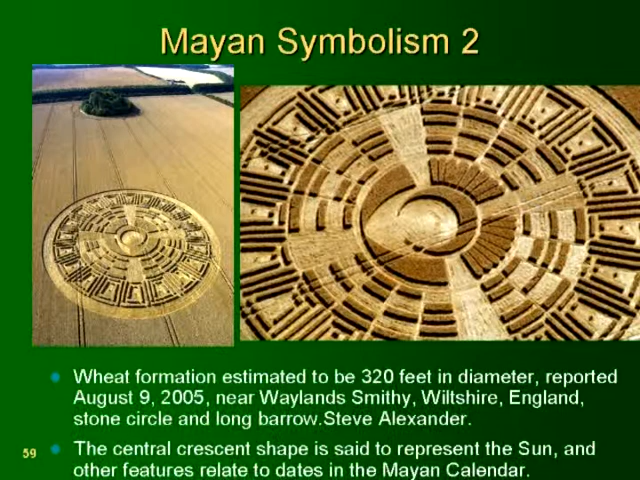 Mayan Symbolism 2
Wheat formation estimated to be 320 feet in diameter, reported
August 9, 2005, near Waylands Smithy, Wiltshire, England,
stone circle and long barrow.Steve Alexander.
The central crescent shape is said to represent the Sun, and
other features relate to dates in the Mayan Calendar.
59